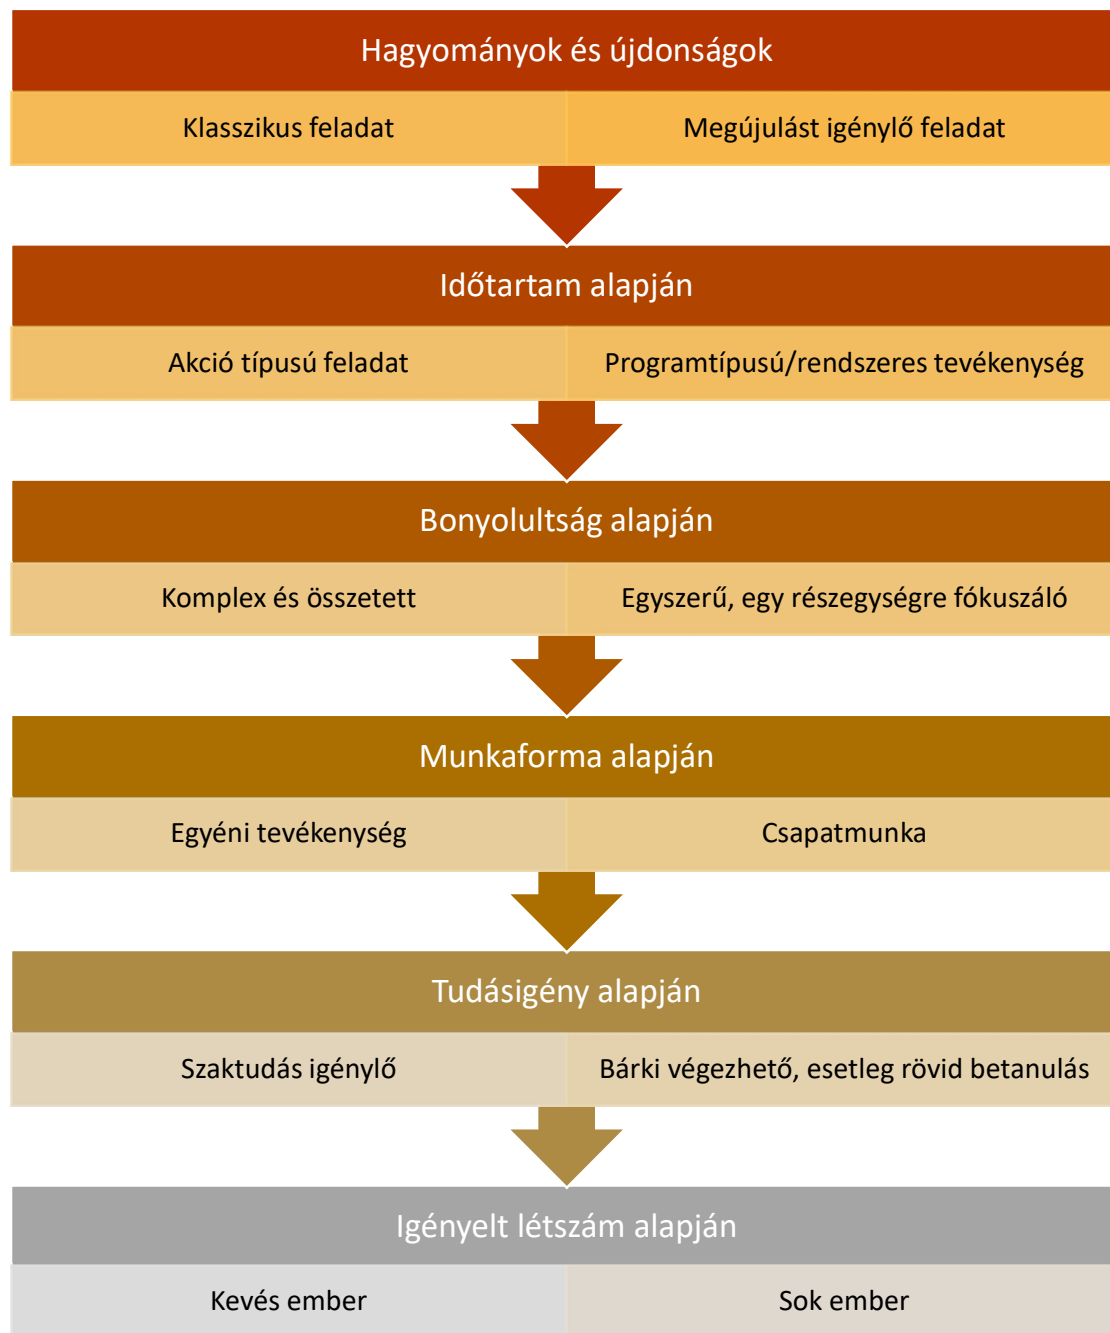 Hagyományok és újdonságok
Klasszikus feladat
Megújulást igénylő feladat
Időtartam alapján
Akció típusú feladat
Programtípusú/rendszeres tevékenység
Bonyolultság alapján
Komplex és összetett
Egyszerű, egy részegységre fókuszáló
Munkaforma alapján
Egyéni tevékenység
Csapatmunka
Tudásigény alapján
Szaktudás igénylő
Bárki végezhető, esetleg rövid betanulás
Igényelt létszám alapján
Kevés ember
Sok ember